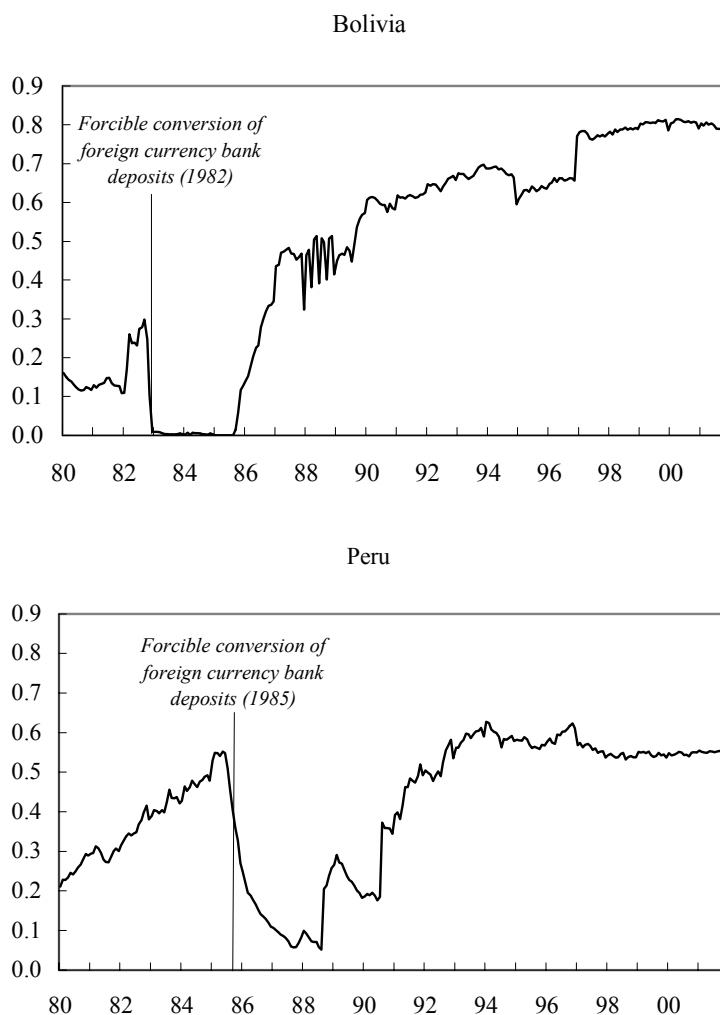 Bolivia
0.9
0.8
0.7
0.6
0.5
0.4
0.3
0.2
0.1
0.0
Forcible conversion of
foreign currency bank
deposits (1982)
80 82 84 86 88 90 92 94 96 98 00
Peru
0.9
0.8
0.7
0.6
0.5
0.4
0.3
0.2
0.1
0.0
Forcible conversion of
foreign currency bank
deposits (1985)
80 82 84 86 88 90 92 94 96 98 00